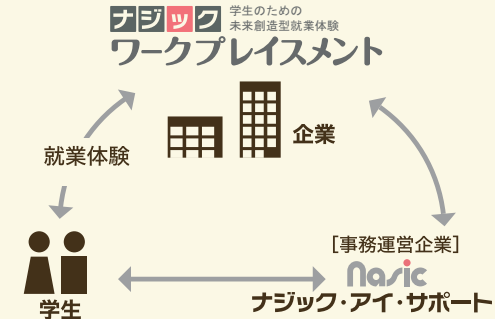 ナジック
学生のための
未来創造型就業体験
ワークプレイスメント
企業
就業体験
[事務運営企業]
Nasic
学生
ナジック・アイ・サポート